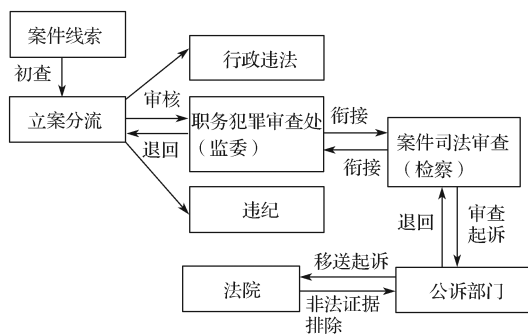 案件线索
初查
立案分流
行政违法
审核
退回
职务犯罪审查处
（监委）
违纪
衔接
衔接
案件司法审查
（检察）
退回
审查
起诉
移送起诉
法院
非法证据
排除
公诉部门